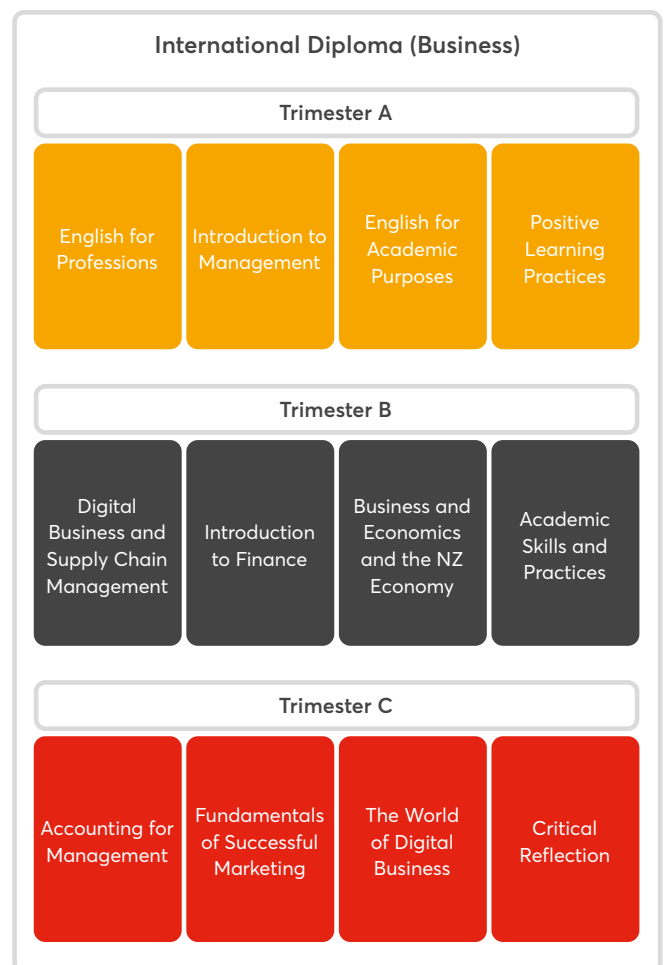 International Diploma (Business)
Trimester A
English for
Professions
Introduction to
Management
English for
Academic
Purposes
Positive
Learning
Practices
Trimester B
Digital
Business and
Supply Chain
Management
Introduction
to Finance
Business and
Economics
and the NZ
Economy
Academic
Skills and
Practices
Trimester C
Accounting for
Management
Fundamentals
of Successful
Marketing
The World
of Digital
Business
Critical
Reflection